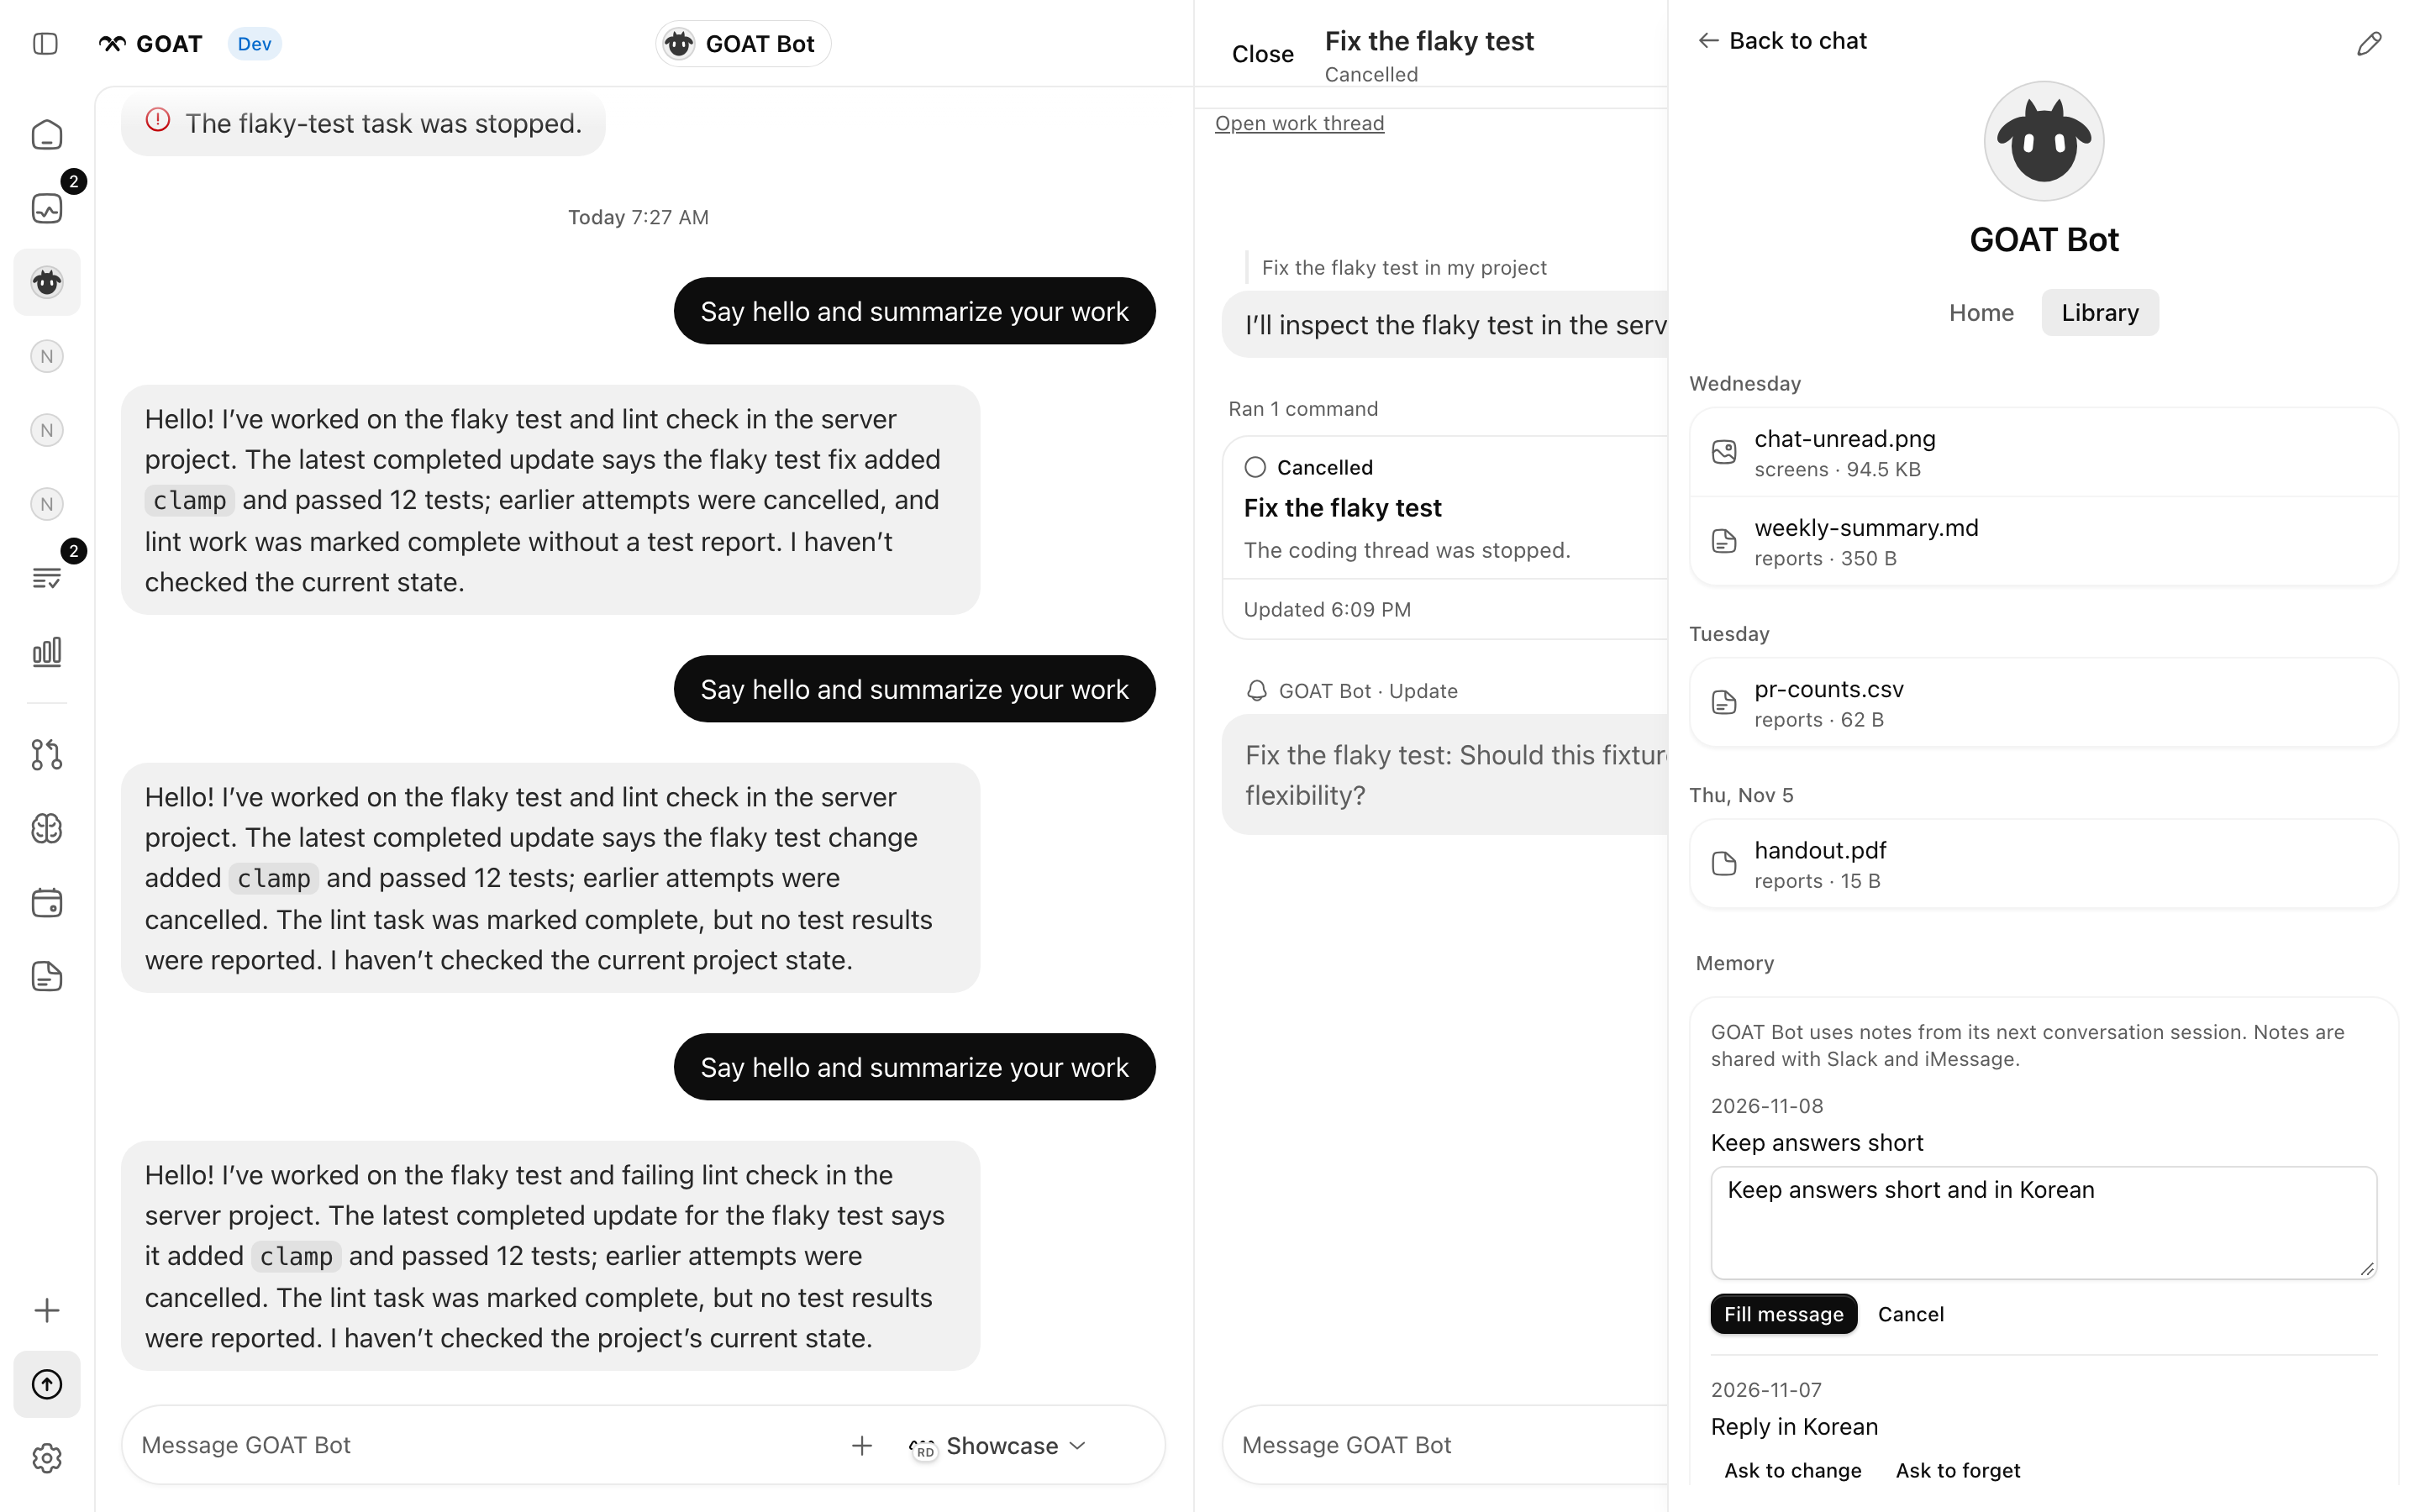 GOAT
Dev
GOAT Bot
The flaky-test task was stopped.
Today 7:27 AM
Say hello and summarize your work
Hello! I’ve worked on the flaky test and lint check in the server
project. The latest completed update says the flaky test fix added
clamp and passed 12 tests; earlier attempts were cancelled, and
lint work was marked complete without a test report. I haven’t
checked the current state.
Say hello and summarize your work
Hello! I’ve worked on the flaky test and lint check in the server
project. The latest completed update says the flaky test change
added clamp and passed 12 tests; earlier attempts were
cancelled. The lint task was marked complete, but no test results
were reported. I haven’t checked the current project state.
Say hello and summarize your work
Hello! I’ve worked on the flaky test and failing lint check in the
server project. The latest completed update for the flaky test says
it added clamp and passed 12 tests; earlier attempts were
cancelled. The lint task was marked complete, but no test results
were reported. I haven’t checked the project’s current state.
Message GOAT Bot
RD
Showcase
2
N
N
N
2
Close
Fix the flaky test
Cancelled
Open work thread
Fix the flaky test in my project
I’ll inspect the flaky test in the serv
Ran 1 command
Cancelled
Fix the flaky test
The coding thread was stopped.
Updated 6:09 PM
GOAT Bot · Update
Fix the flaky test: Should this fixtur
flexibility?
Message GOAT Bot
Back to chat
GOAT Bot
Home
Library
Wednesday
chat-unread.png
screens · 94.5 KB
weekly-summary.md
reports · 350 B
Tuesday
pr-counts.csv
reports · 62 B
Thu, Nov 5
handout.pdf
reports · 15 B
Memory
GOAT Bot uses notes from its next conversation session. Notes are
shared with Slack and iMessage.
2026-11-08
Keep answers short
Keep answers short and in Korean
Fill message
Cancel
2026-11-07
Reply in Korean
Ask to change
Ask to forget